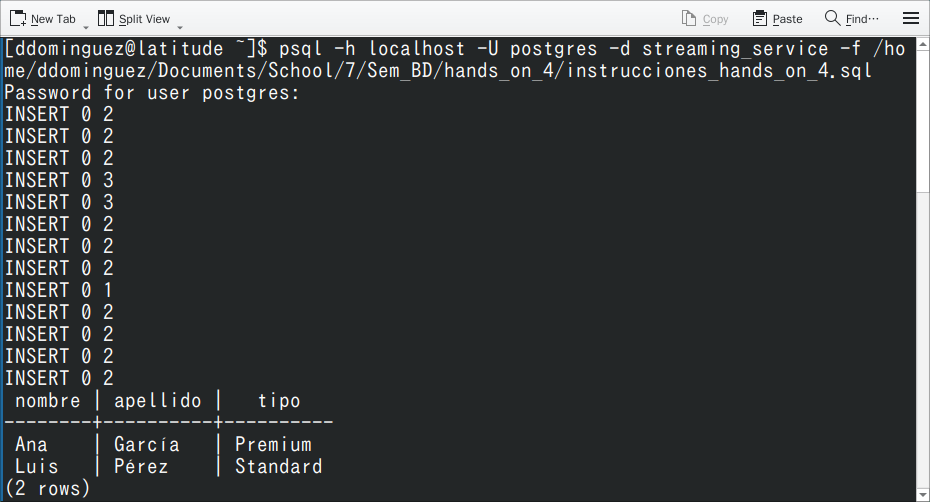 New Tab Split View Copy Paste Find…
[ddominguez@latitude ~]$ psql -h localhost -U postgres -d streaming_service -f /ho
me/ddominguez/Documents/School/7/Sem_BD/hands_on_4/instrucciones_hands_on_4.sql
Password for user postgres:
INSERT 0 2
INSERT 0 2
INSERT 0 2
INSERT 0 3
INSERT 0 3
INSERT 0 2
INSERT 0 2
INSERT 0 2
INSERT 0 1
INSERT 0 2
INSERT 0 2
INSERT 0 2
INSERT 0 2
 nombre | apellido |   tipo
--------+----------+----------
 Ana    | García   | Premium
 Luis   | Pérez    | Standard
(2 rows)